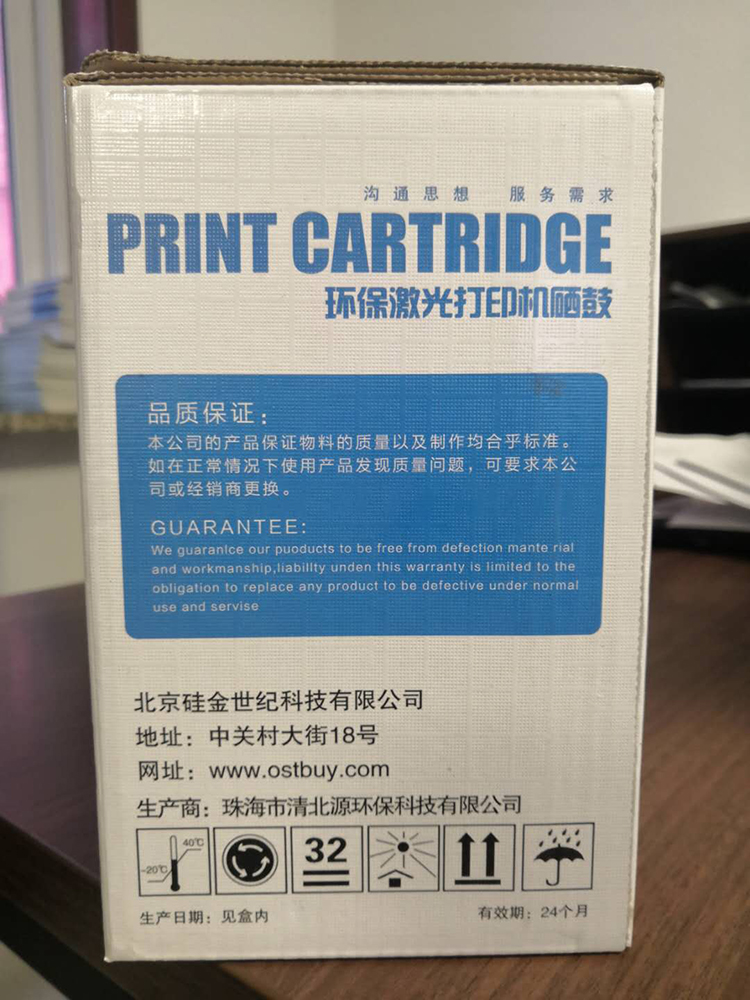 沟通思想 服务需求
PRINT CARTRIDGE
环保激光打印机硒鼓
品质保证：
本公司的产品保证物料的质量以及制作均合乎标准。
如在正常情况下使用产品发现质量问题，可要求本公
司或经销商更换。
GUARANTEE:
We guaranlce our puoducts to be free from defection mante rial
and workmanship,liabillty unden this warranty is limited to the
obligation to replace any product to be defective under normal
use and servise
北京硅金世纪科技有限公司
地址：中关村大街18号
网址：www.ostbuy.com
生产商：珠海市清北源环保科技有限公司
40℃
-20℃
32
生产日期：见盒内 有效期：24个月